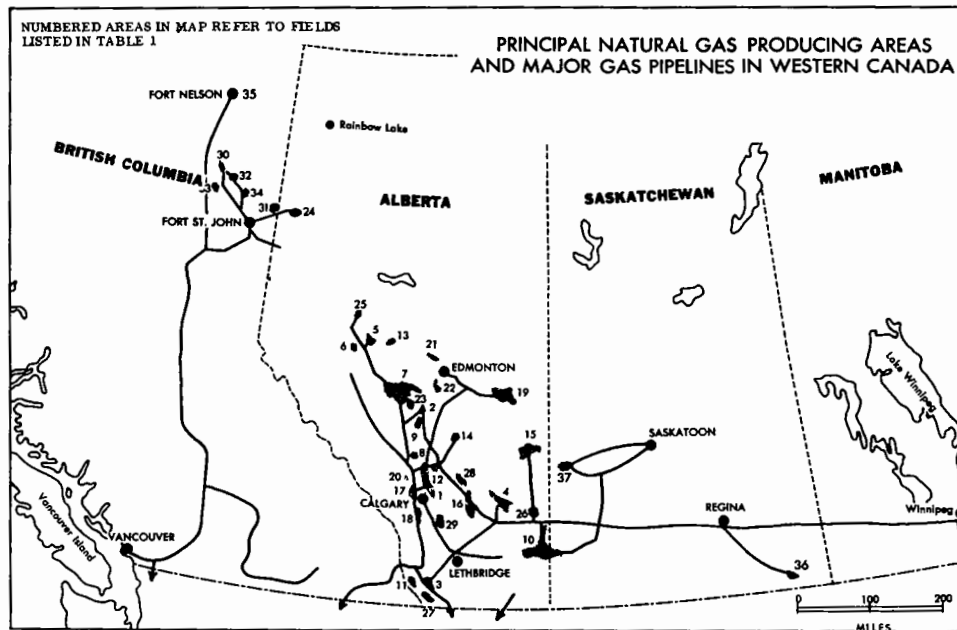 NUMBERED AREAS IN MAP REFER TO FIELDS
LISTED IN TABLE 1
PRINCIPAL NATURAL GAS PRODUCING AREAS
AND MAJOR GAS PIPELINES IN WESTERN CANADA
FORT NELSON
35
Rainbow Lake
BRITISH COLUMBIA
30
32
33
34
31
24
FORT ST. JOHN
ALBERTA
SASKATCHEWAN
MANITOBA
25
5
6
13
21
EDMONTON
7
22
19
23
2
9
14
8
15
SASKATOON
37
20
12
28
17
CALGARY
1
16
4
18
29
26
10
REGINA
Lake Winnipeg
Winnipeg
VANCOUVER
Vancouver Island
LETHBRIDGE
11
3
27
36
0 100 200
MILES